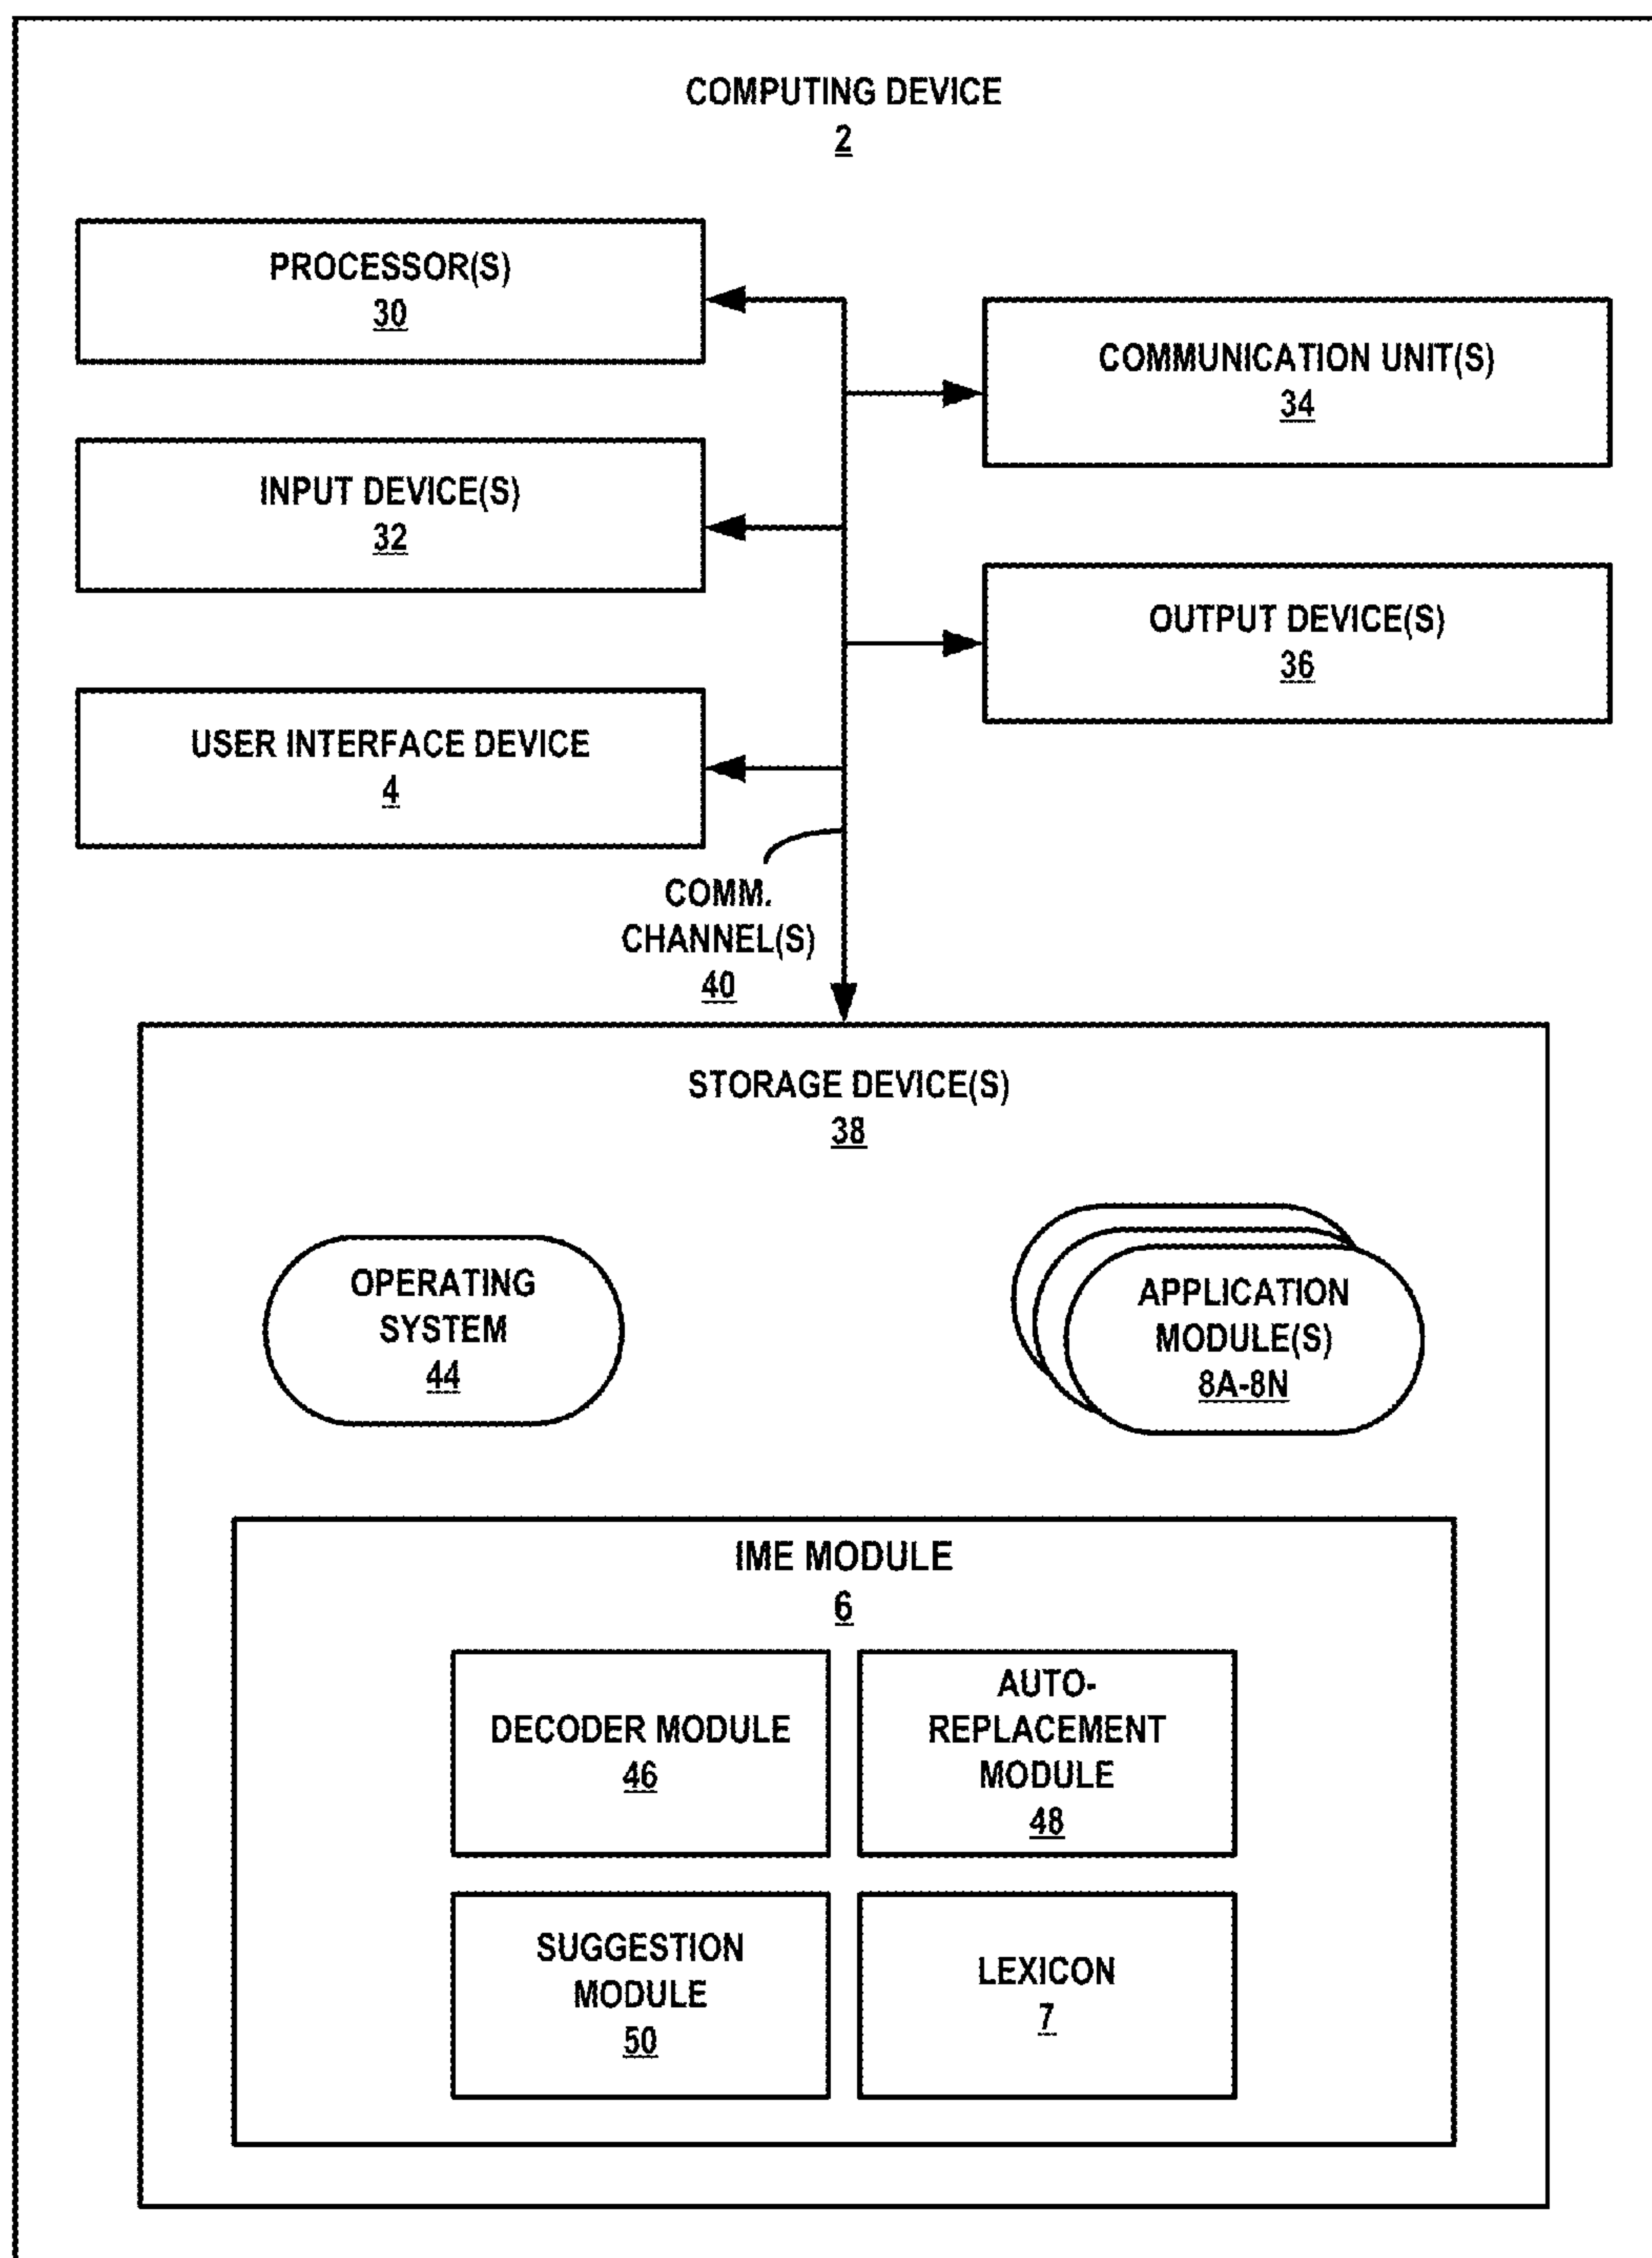 COMPUTING DEVICE
2
PROCESSOR(S)
30
COMMUNICATION UNIT(S)
34
INPUT DEVICE(S)
32
OUTPUT DEVICE(S)
36
USER INTERFACE DEVICE
4
COMM.
CHANNEL(S)
40
STORAGE DEVICE(S)
38
OPERATING
SYSTEM
44
APPLICATION
MODULE(S)
8A-8N
IME MODULE
6
DECODER MODULE
46
AUTO-
REPLACEMENT
MODULE
48
SUGGESTION
MODULE
50
LEXICON
7